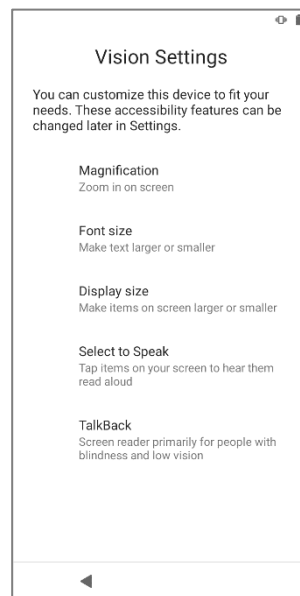 Vision Settings
You can customize this device to fit your
needs. These accessibility features can be
changed later in Settings.
Magnification
Zoom in on screen
Font size
Make text larger or smaller
Display size
Make items on screen larger or smaller
Select to Speak
Tap items on your screen to hear them
read aloud
TalkBack
Screen reader primarily for people with
blindness and low vision